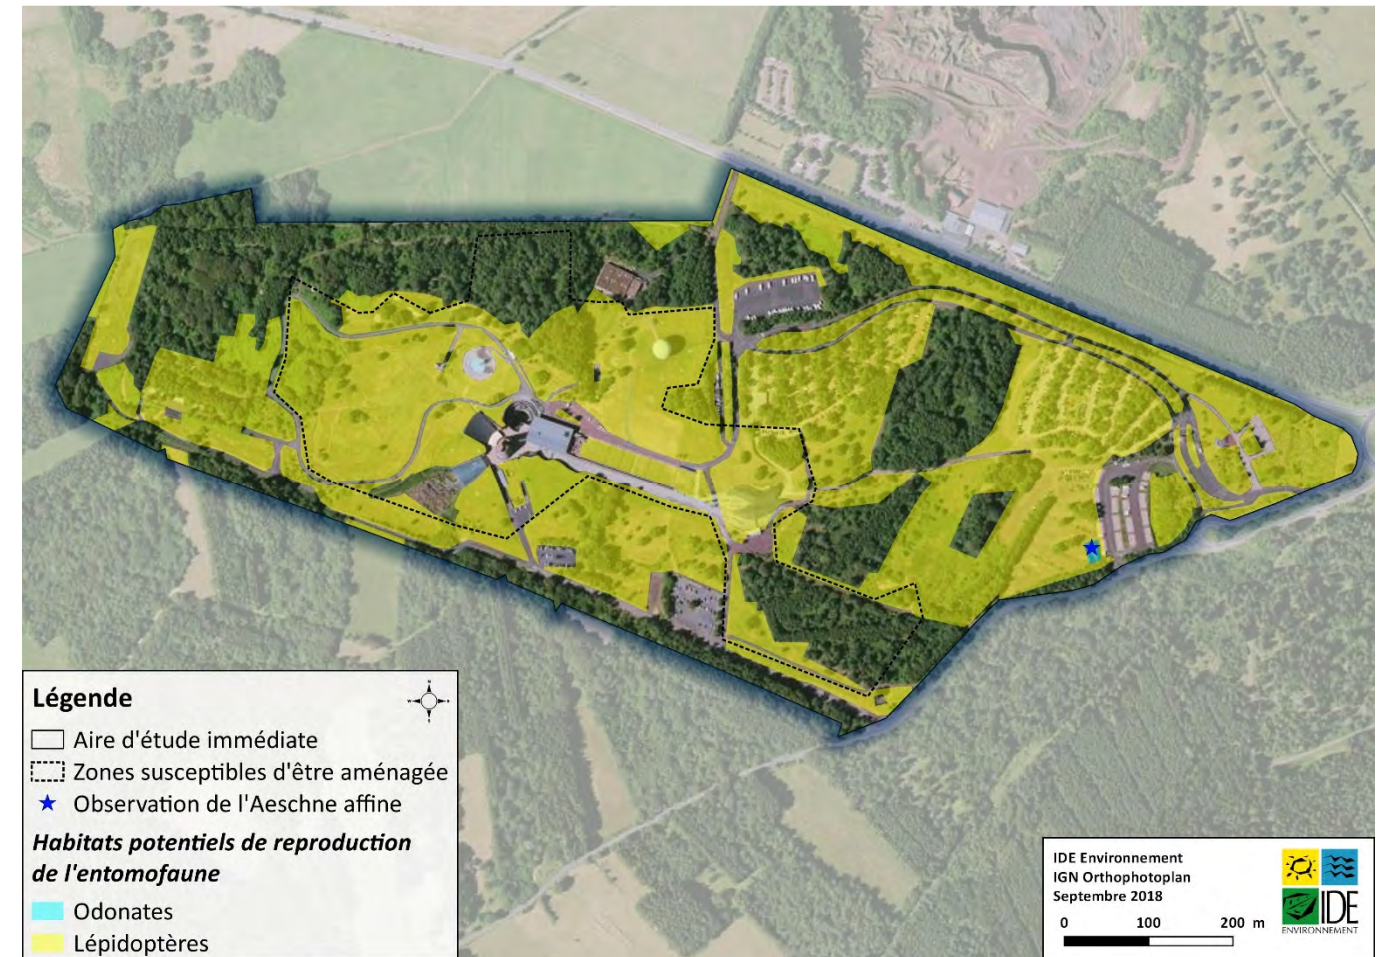 Légende
N
W
E
S
Aire d'étude immédiate
Zones susceptibles d'être aménagée
Observation de l'Aeschne affine
Habitats potentiels de reproduction
de l'entomofaune
Odonates
Lépidoptères
IDE Environnement
IGN Orthophotoplan
Septembre 2018
0 100 200 m
IDE
ENVIRONNEMENT